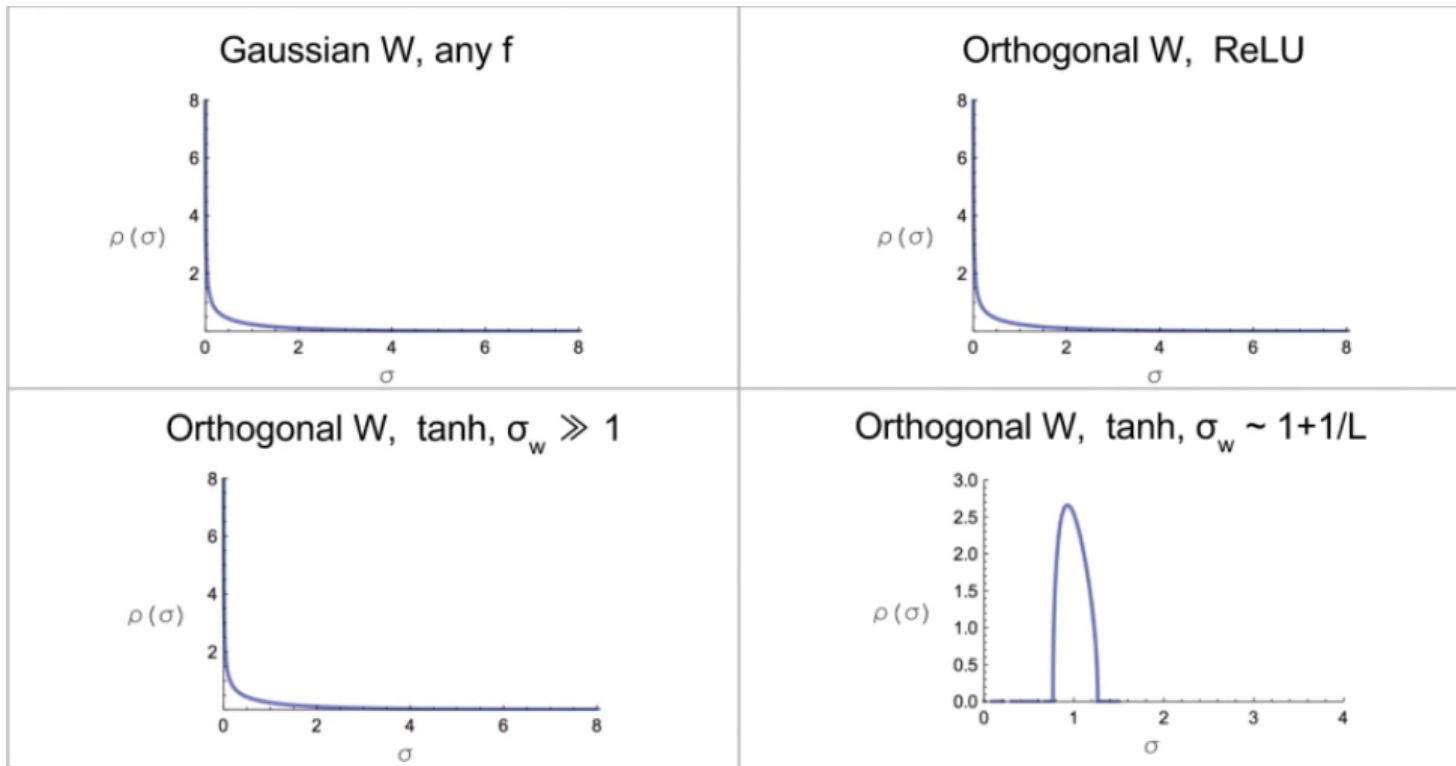 Gaussian W, any f
8
6
4
2
ρ (σ)
0 2 4 6 8
σ
Orthogonal W, ReLU
8
6
4
2
ρ (σ)
0 2 4 6 8
σ
Orthogonal W, tanh, σw ≫ 1
8
6
4
2
ρ (σ)
0 2 4 6 8
σ
Orthogonal W, tanh, σw ~ 1+1/L
3.0
2.5
2.0
1.5
1.0
0.5
0.0
ρ (σ)
0 1 2 3 4
σ